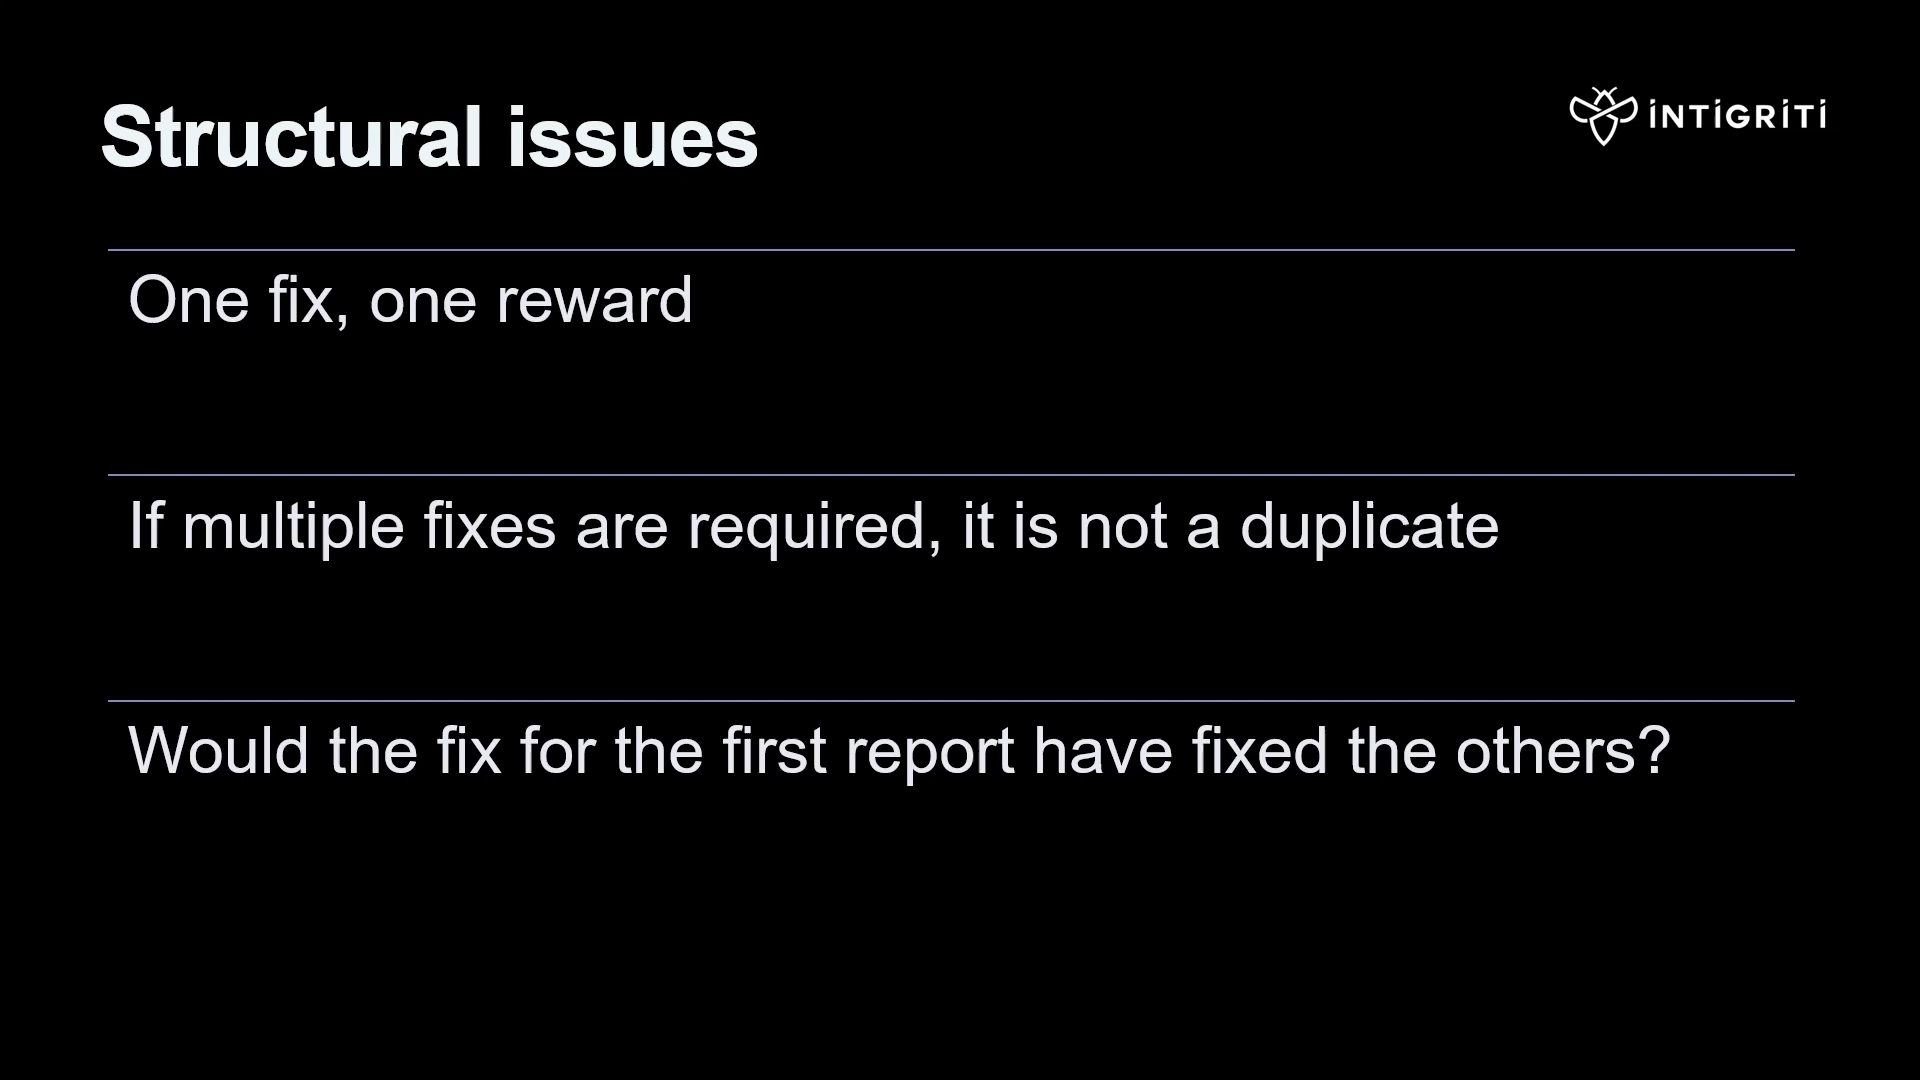 Structural issues
INTIGRITI
One fix, one reward
If multiple fixes are required, it is not a duplicate
Would the fix for the first report have fixed the others?